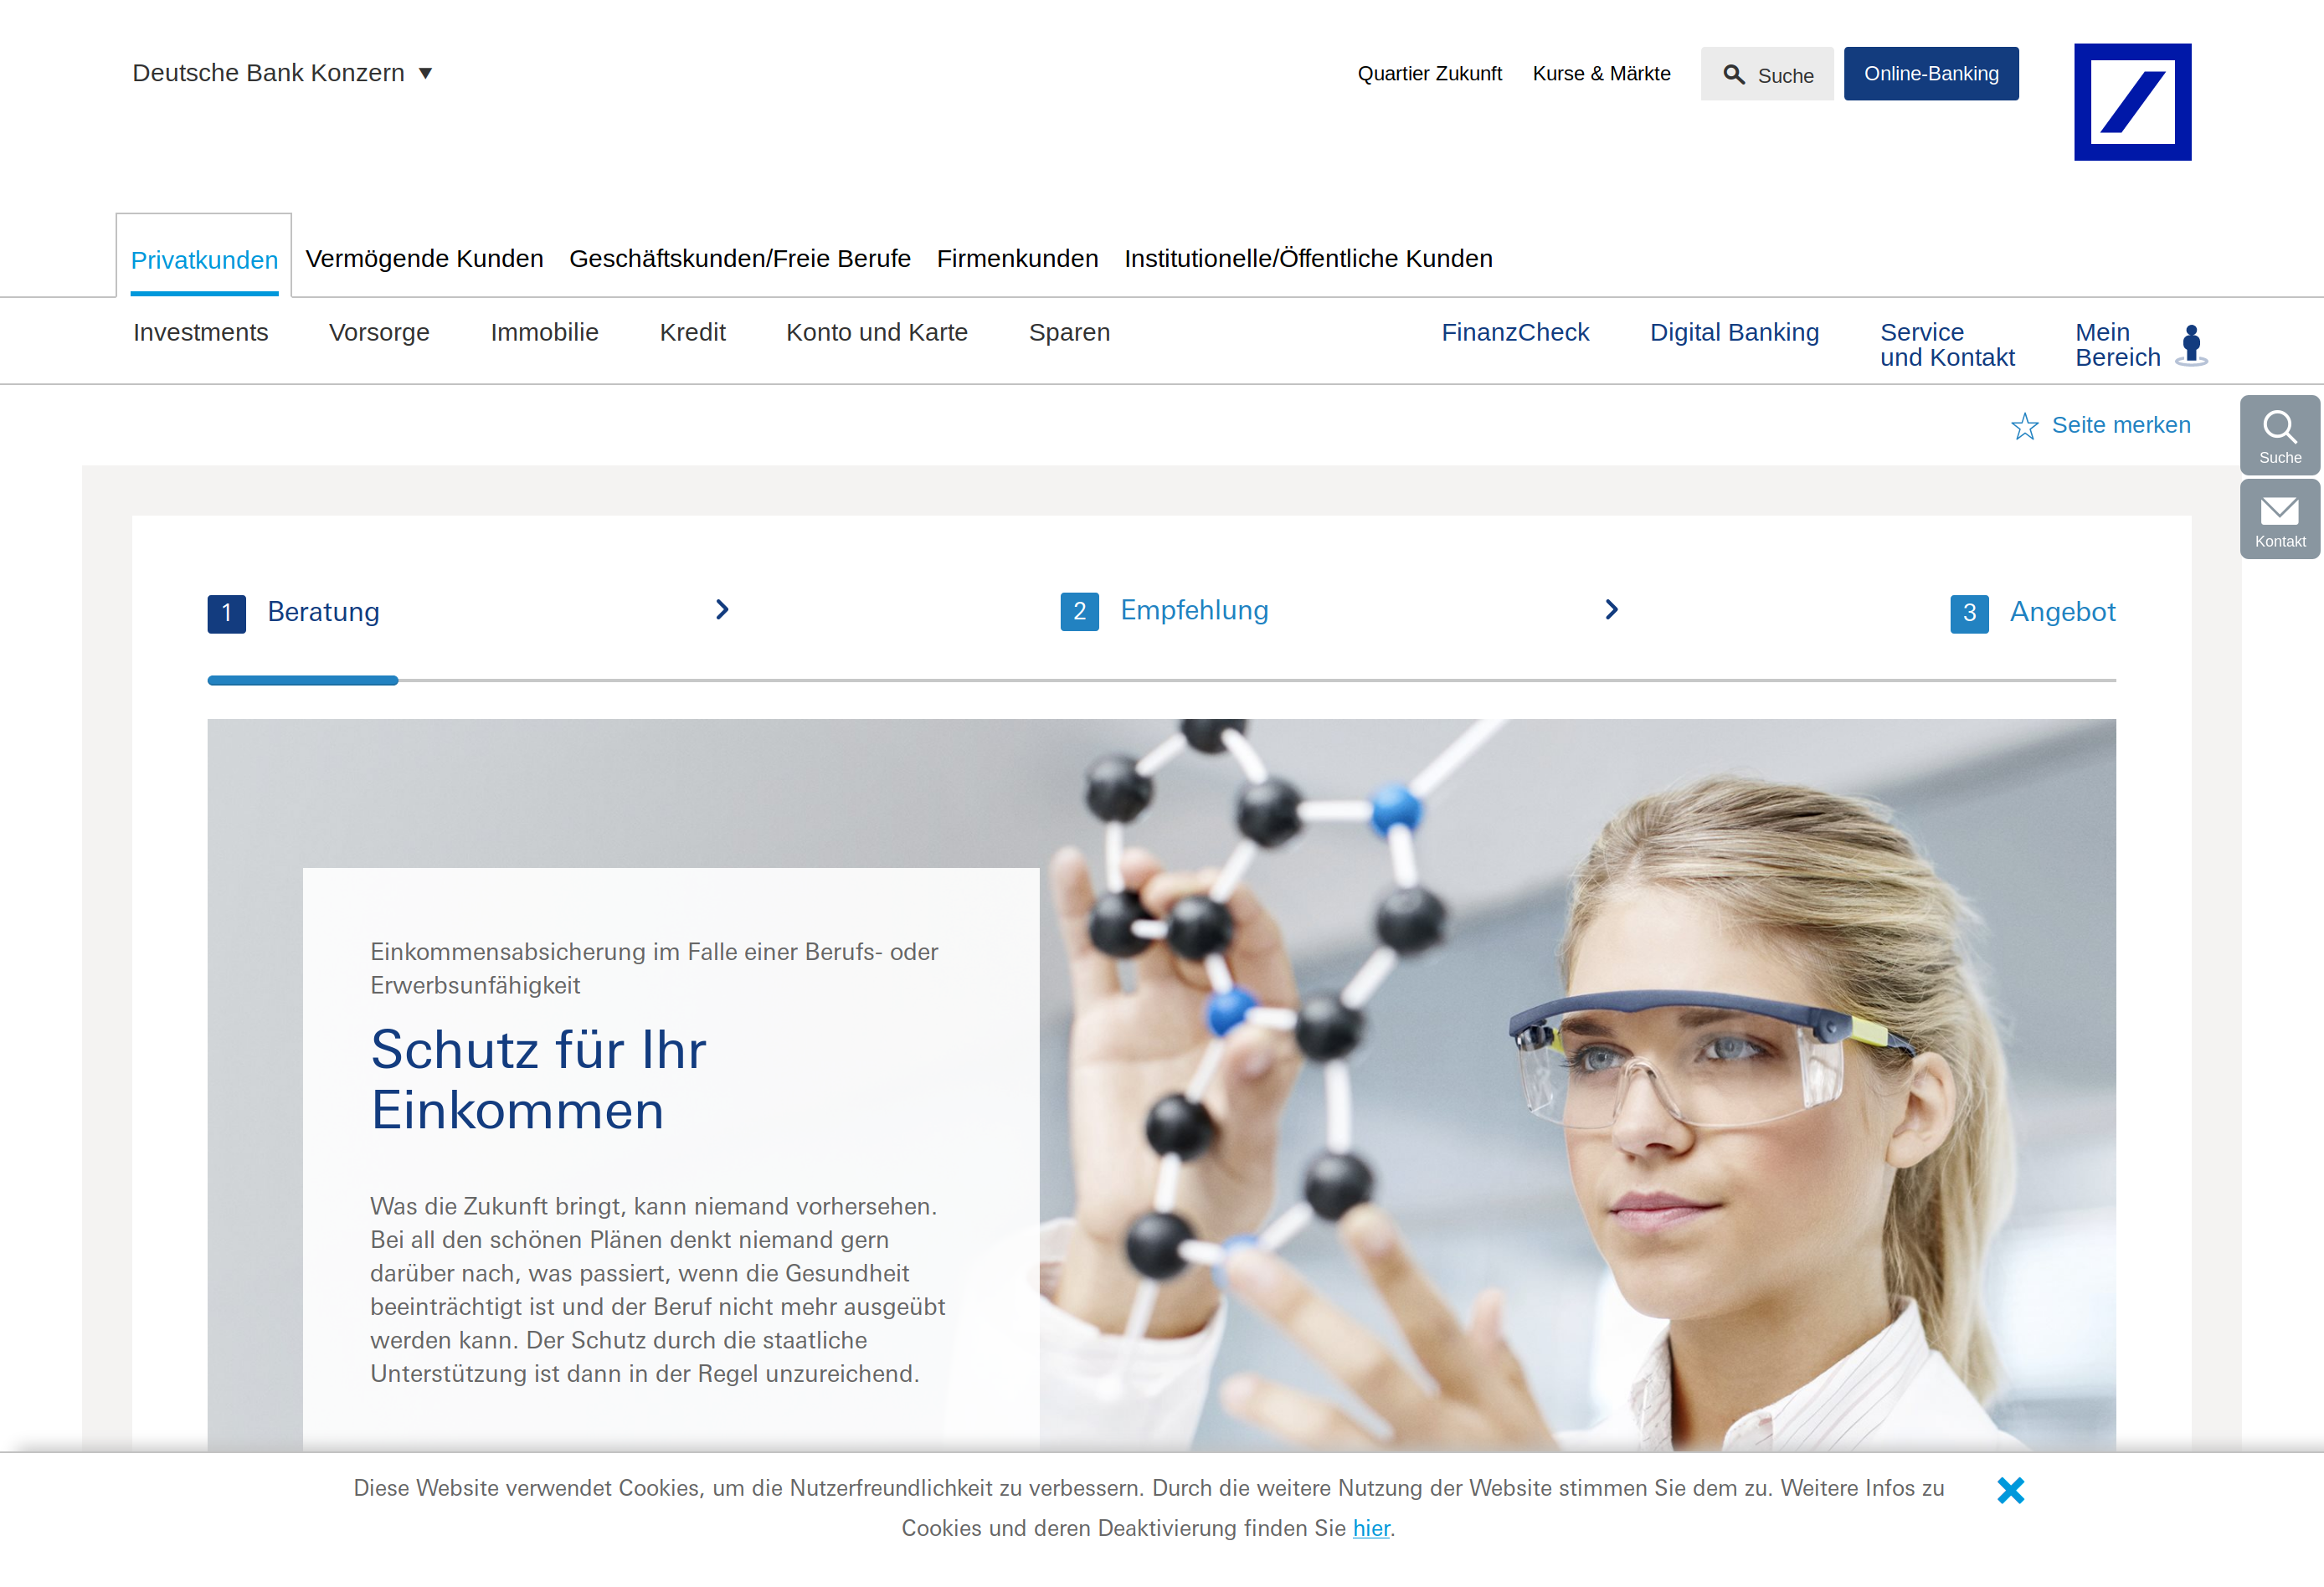 Deutsche Bank Konzern ▼
Quartier Zukunft
Kurse & Märkte
Suche
Online-Banking
Privatkunden
Vermögende Kunden
Geschäftskunden/Freie Berufe
Firmenkunden
Institutionelle/Öffentliche Kunden
Investments
Vorsorge
Immobilie
Kredit
Konto und Karte
Sparen
FinanzCheck
Digital Banking
Service
und Kontakt
Mein
Bereich
Seite merken
Suche
Kontakt
1 Beratung
2 Empfehlung
3 Angebot
Einkommensabsicherung im Falle einer Berufs- oder
Erwerbsunfähigkeit
Schutz für Ihr
Einkommen
Was die Zukunft bringt, kann niemand vorhersehen.
Bei all den schönen Plänen denkt niemand gern
darüber nach, was passiert, wenn die Gesundheit
beeinträchtigt ist und der Beruf nicht mehr ausgeübt
werden kann. Der Schutz durch die staatliche
Unterstützung ist dann in der Regel unzureichend.
Diese Website verwendet Cookies, um die Nutzerfreundlichkeit zu verbessern. Durch die weitere Nutzung der Website stimmen Sie dem zu. Weitere Infos zu
Cookies und deren Deaktivierung finden Sie hier.